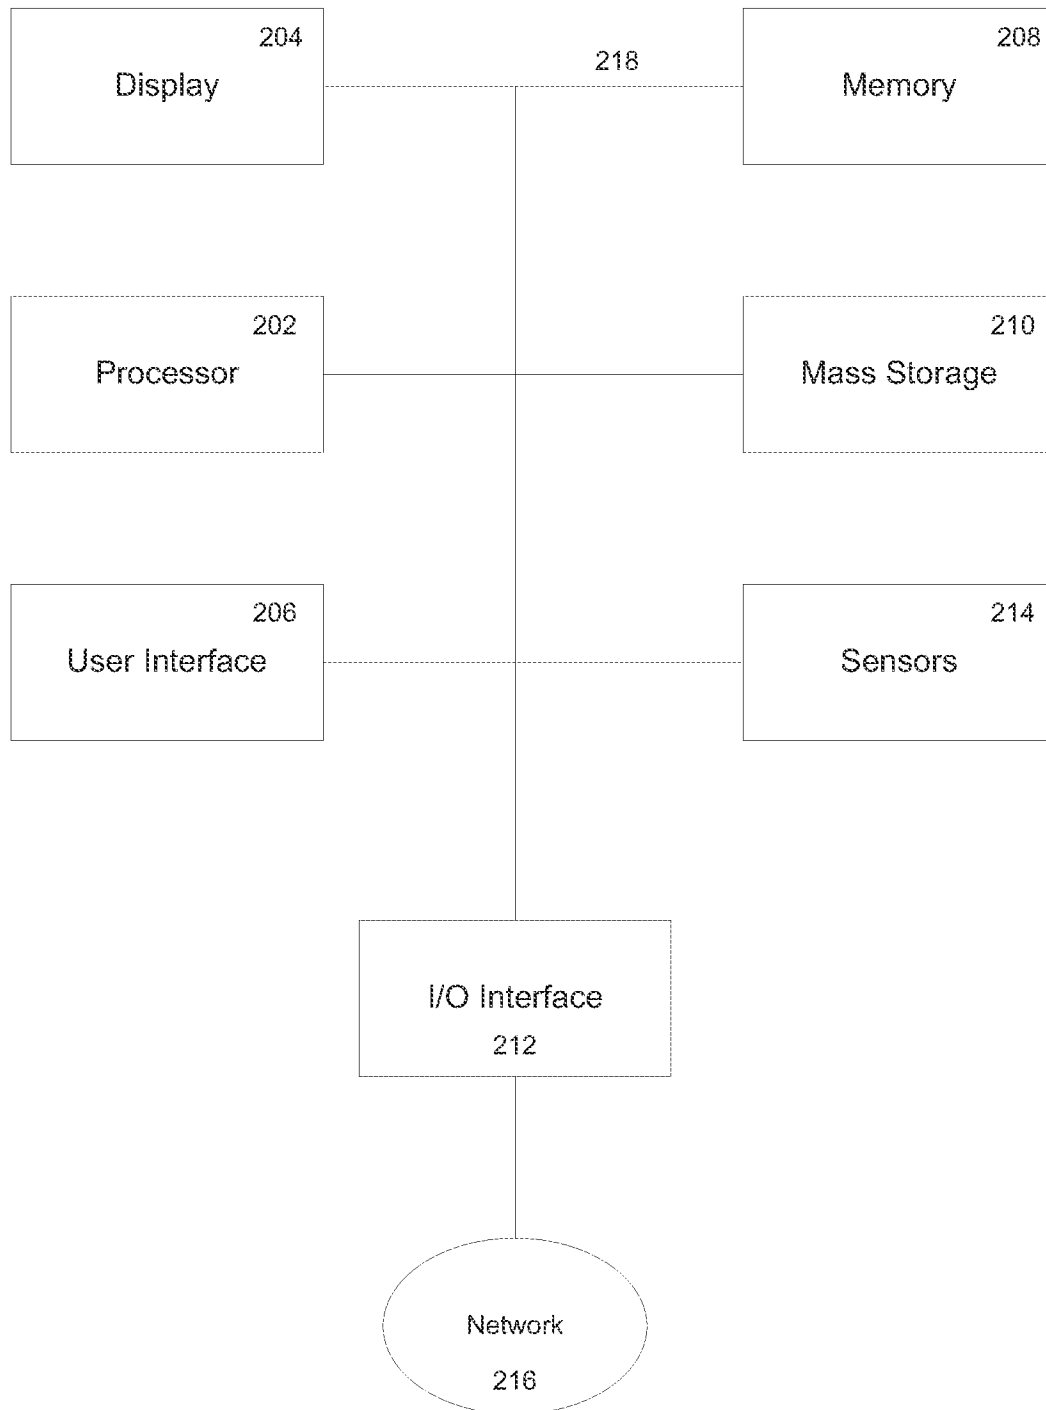 204
Display
218
208
Memory
202
Processor
210
Mass Storage
206
User Interface
214
Sensors
I/O Interface
212
Network
216